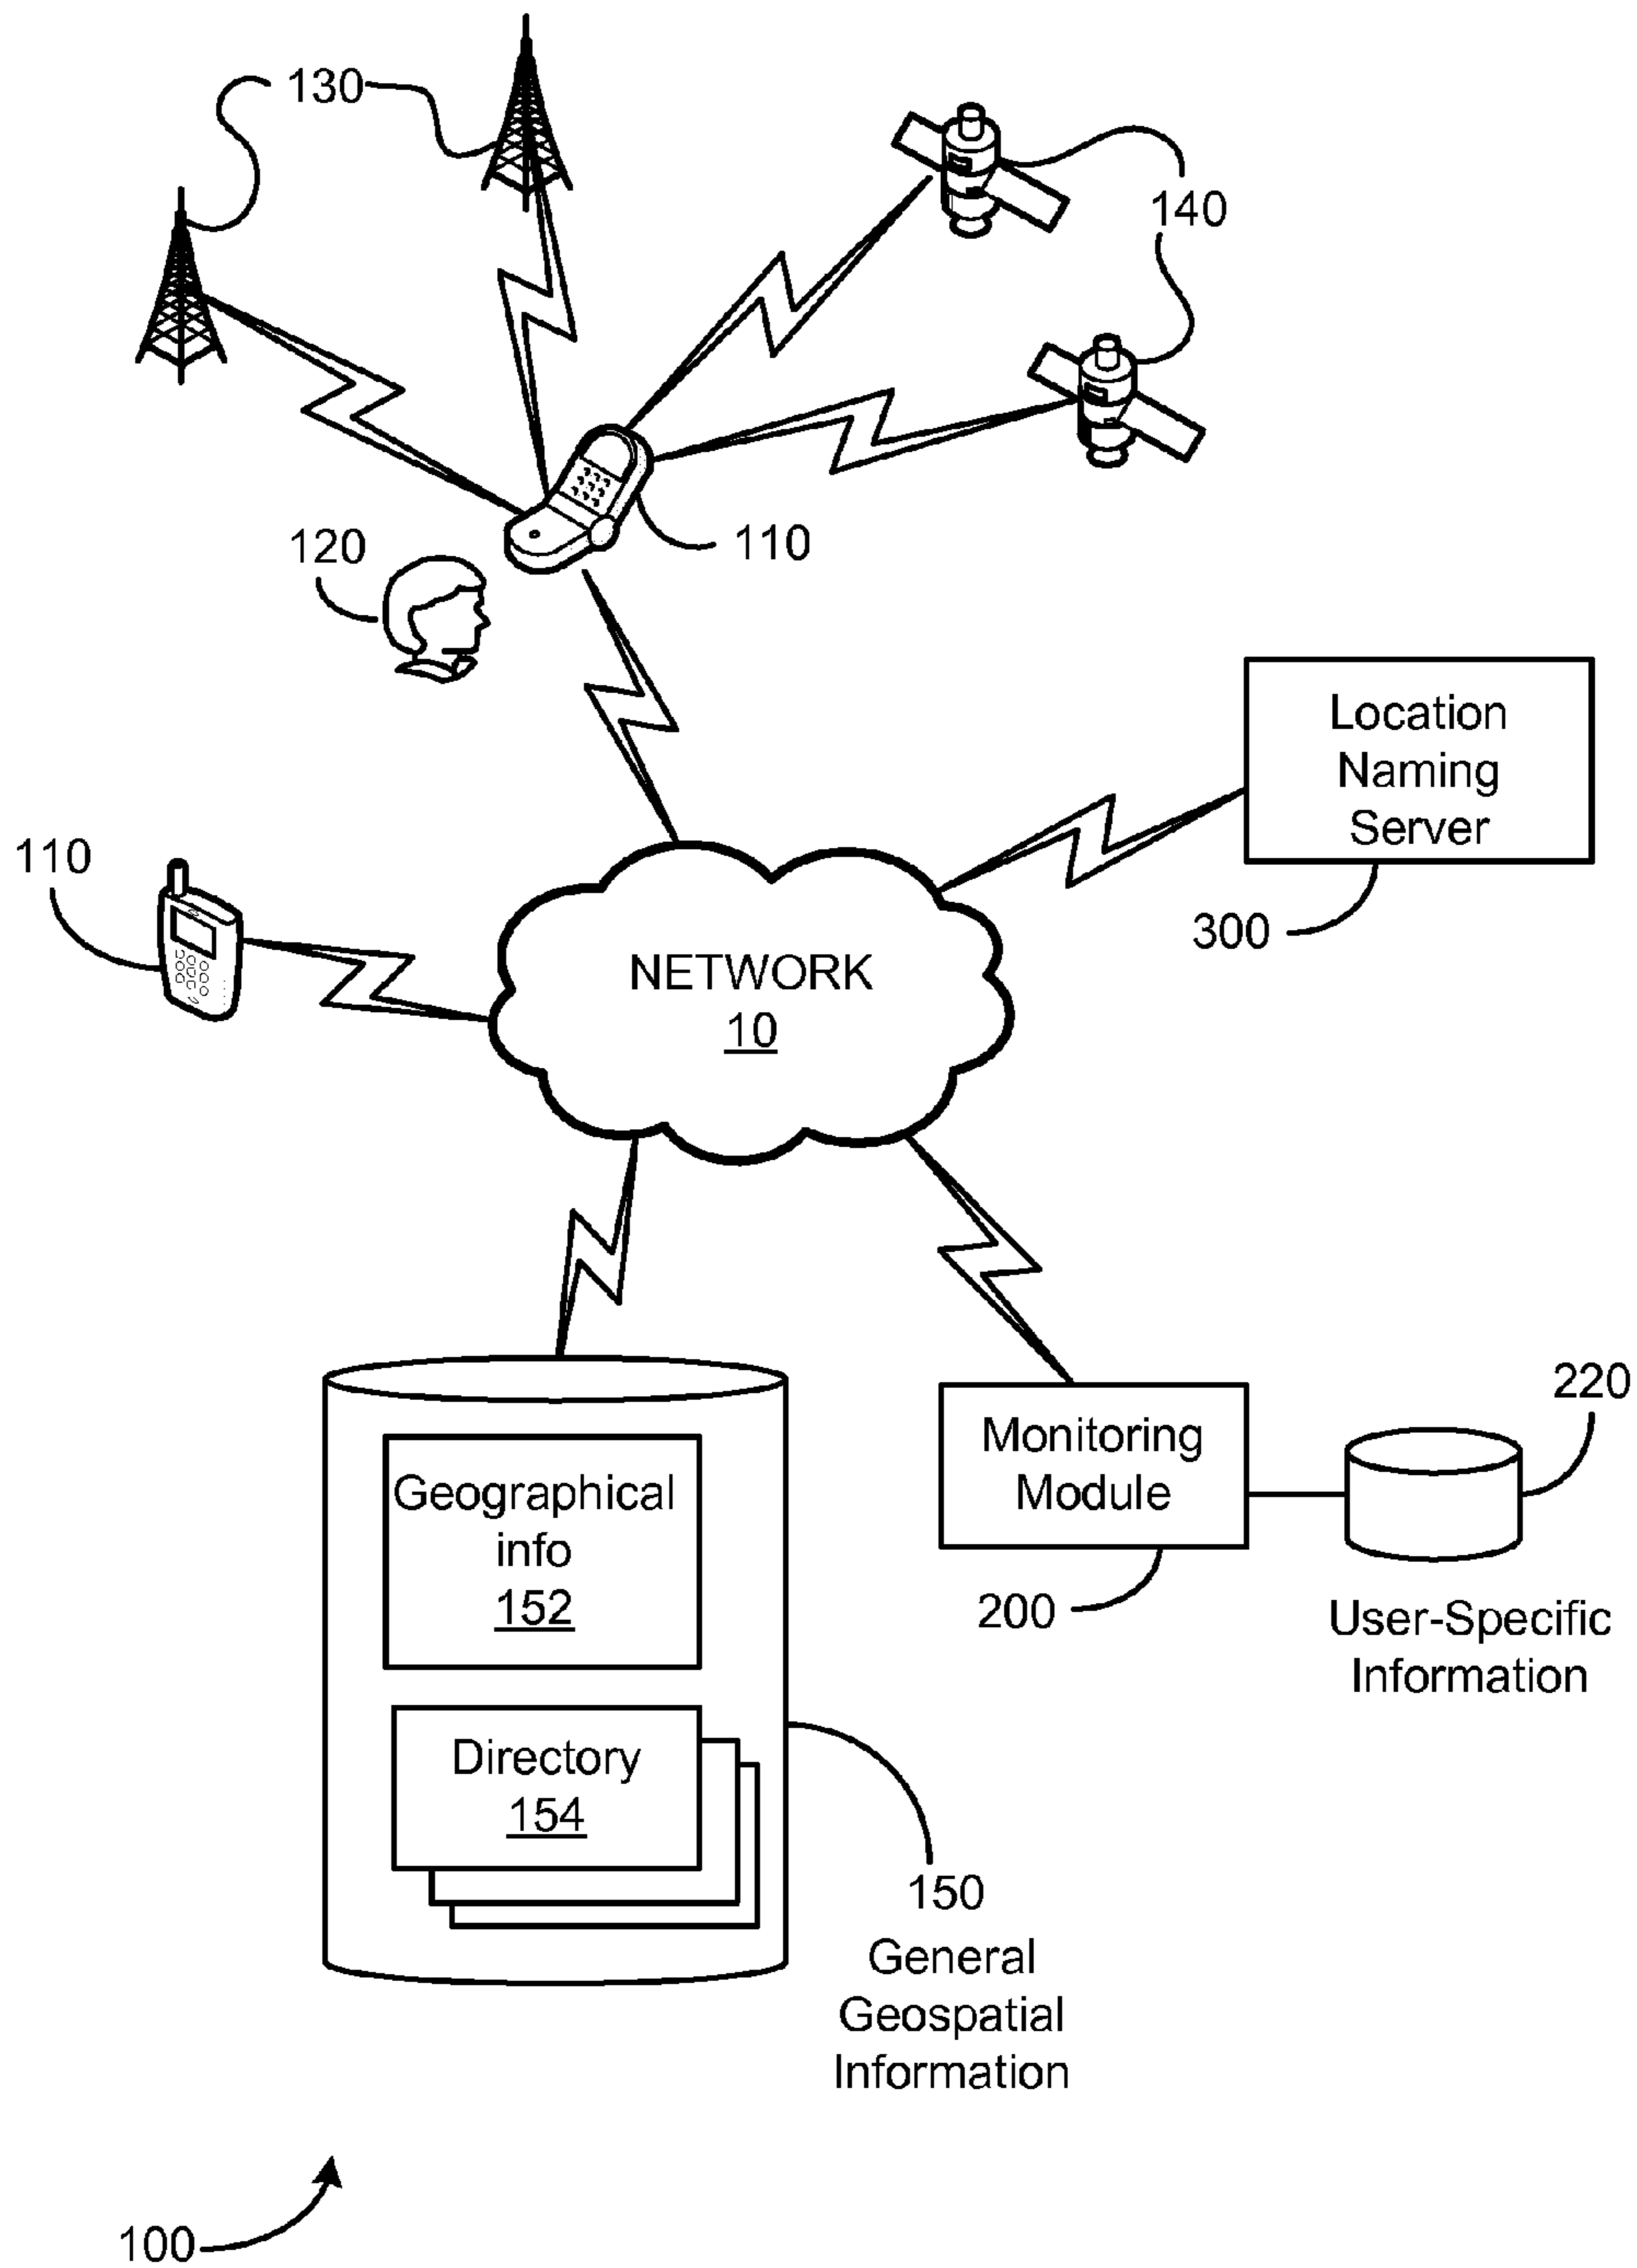 130
140
120
110
Location
Naming
Server
110
300
NETWORK
10
220
Monitoring
Module
Geographical
info
152
200
User-Specific
Information
Directory
154
150
General
Geospatial
Information
100